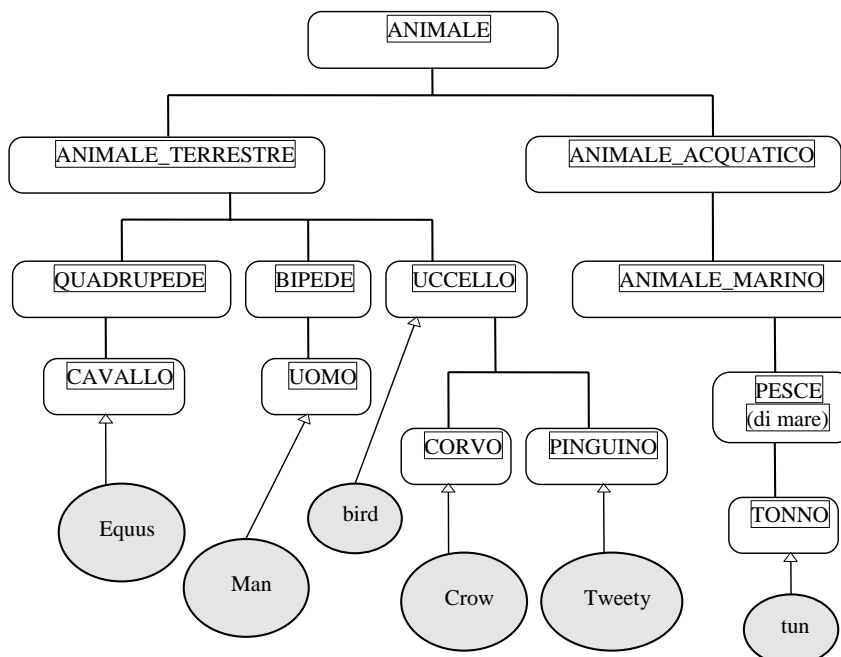 ANIMALE
ANIMALE_TERRESTRE
ANIMALE_ACQUATICO
QUADRUPEDE
BIPEDE
UCCELLO
ANIMALE_MARINO
CAVALLO
UOMO
PESCE
(di mare)
CORVO
PINGUINO
TONNO
Equus
bird
Man
Crow
Tweety
tun